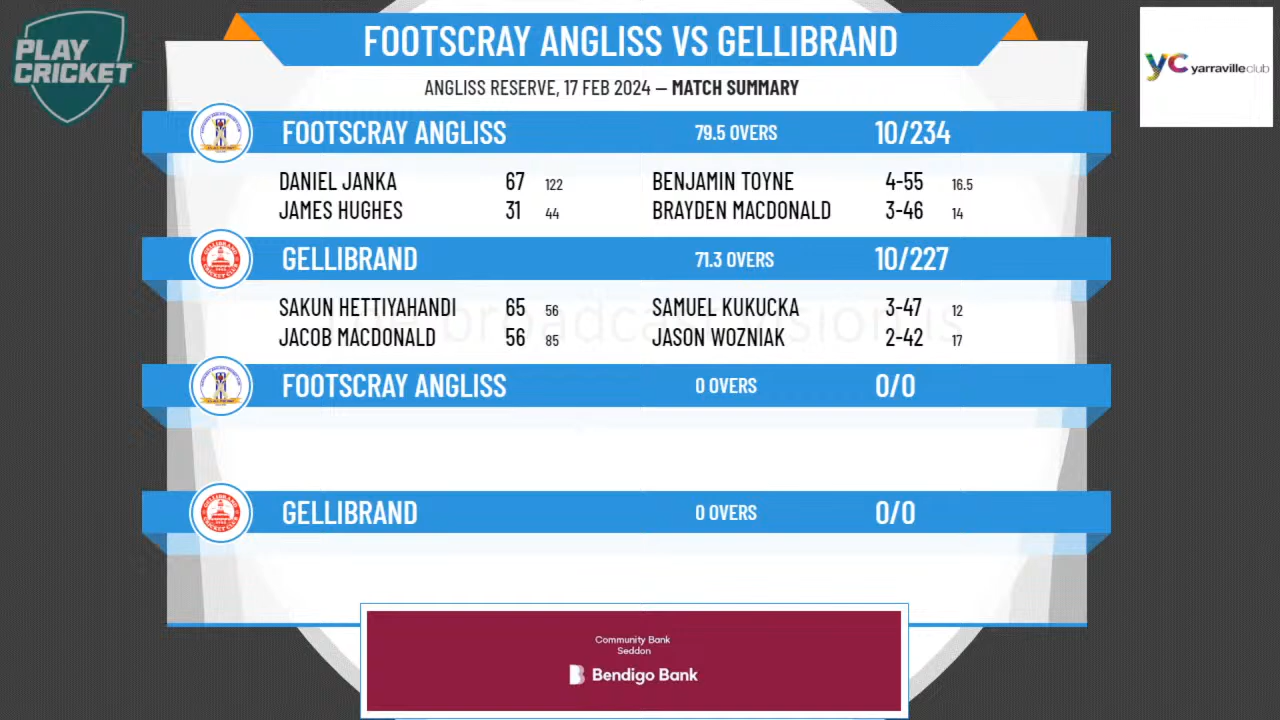 PLAY CRICKET
FOOTSCRAY ANGLISS VS GELLIBRAND
yc yarravilleclub
ANGLISS RESERVE, 17 FEB 2024 – MATCH SUMMARY
FOOTSCRAY ANGLISS 79.5 OVERS 10/234
DANIEL JANKA 67 122 BENJAMIN TOYNE 4-55 16.5
JAMES HUGHES 31 44 BRAYDEN MACDONALD 3-46 14
GELLIBRAND 71.3 OVERS 10/227
SAKUN HETTIYAHANDI 65 56 SAMUEL KUKUCKA 3-47 12
JACOB MACDONALD 56 85 JASON WOZNIAK 2-42 17
FOOTSCRAY ANGLISS 0 OVERS 0/0
GELLIBRAND 0 OVERS 0/0
Community Bank
Seddon
Bendigo Bank